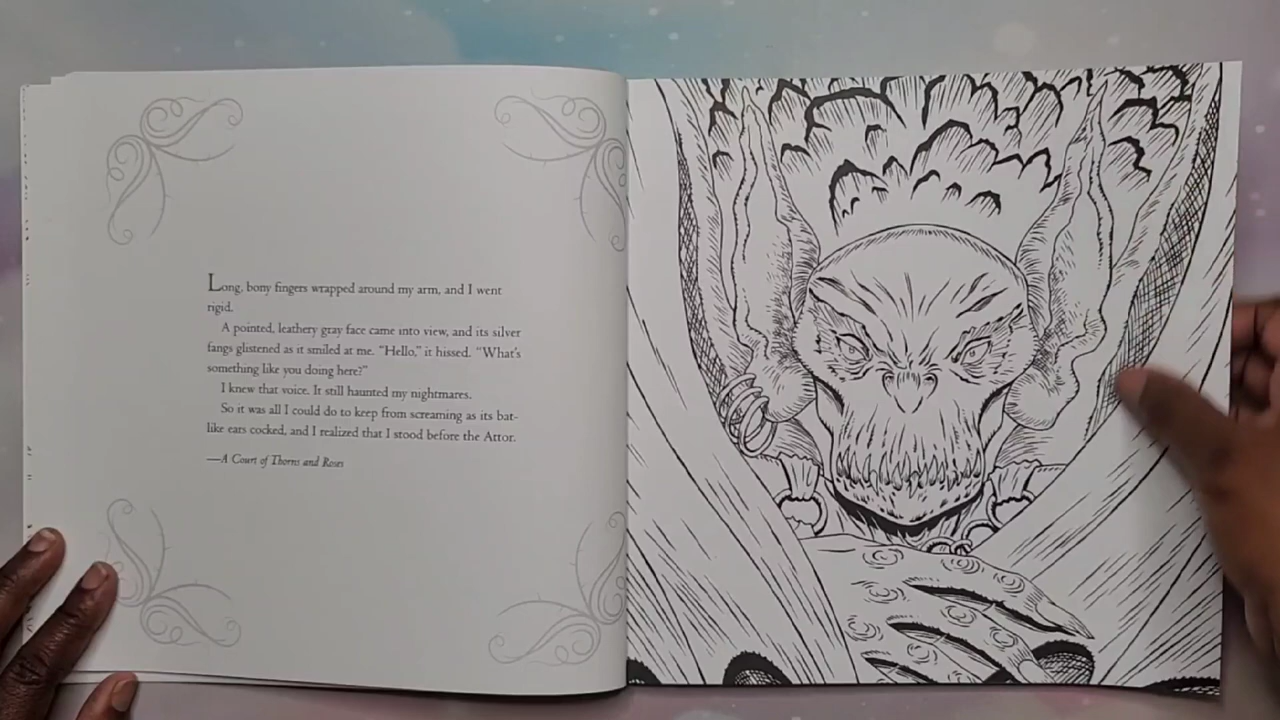 Long, bony fingers wrapped around my arm, and I went
rigid.
A pointed, leathery gray face came into view, and its silver
fangs glistened as it smiled at me. “Hello,” it hissed. “What’s
something like you doing here?”
I knew that voice. It still haunted my nightmares.
So it was all I could do to keep from screaming as its bat-
like ears cocked, and I realized that I stood before the Attor.
—A Court of Thorns and Roses